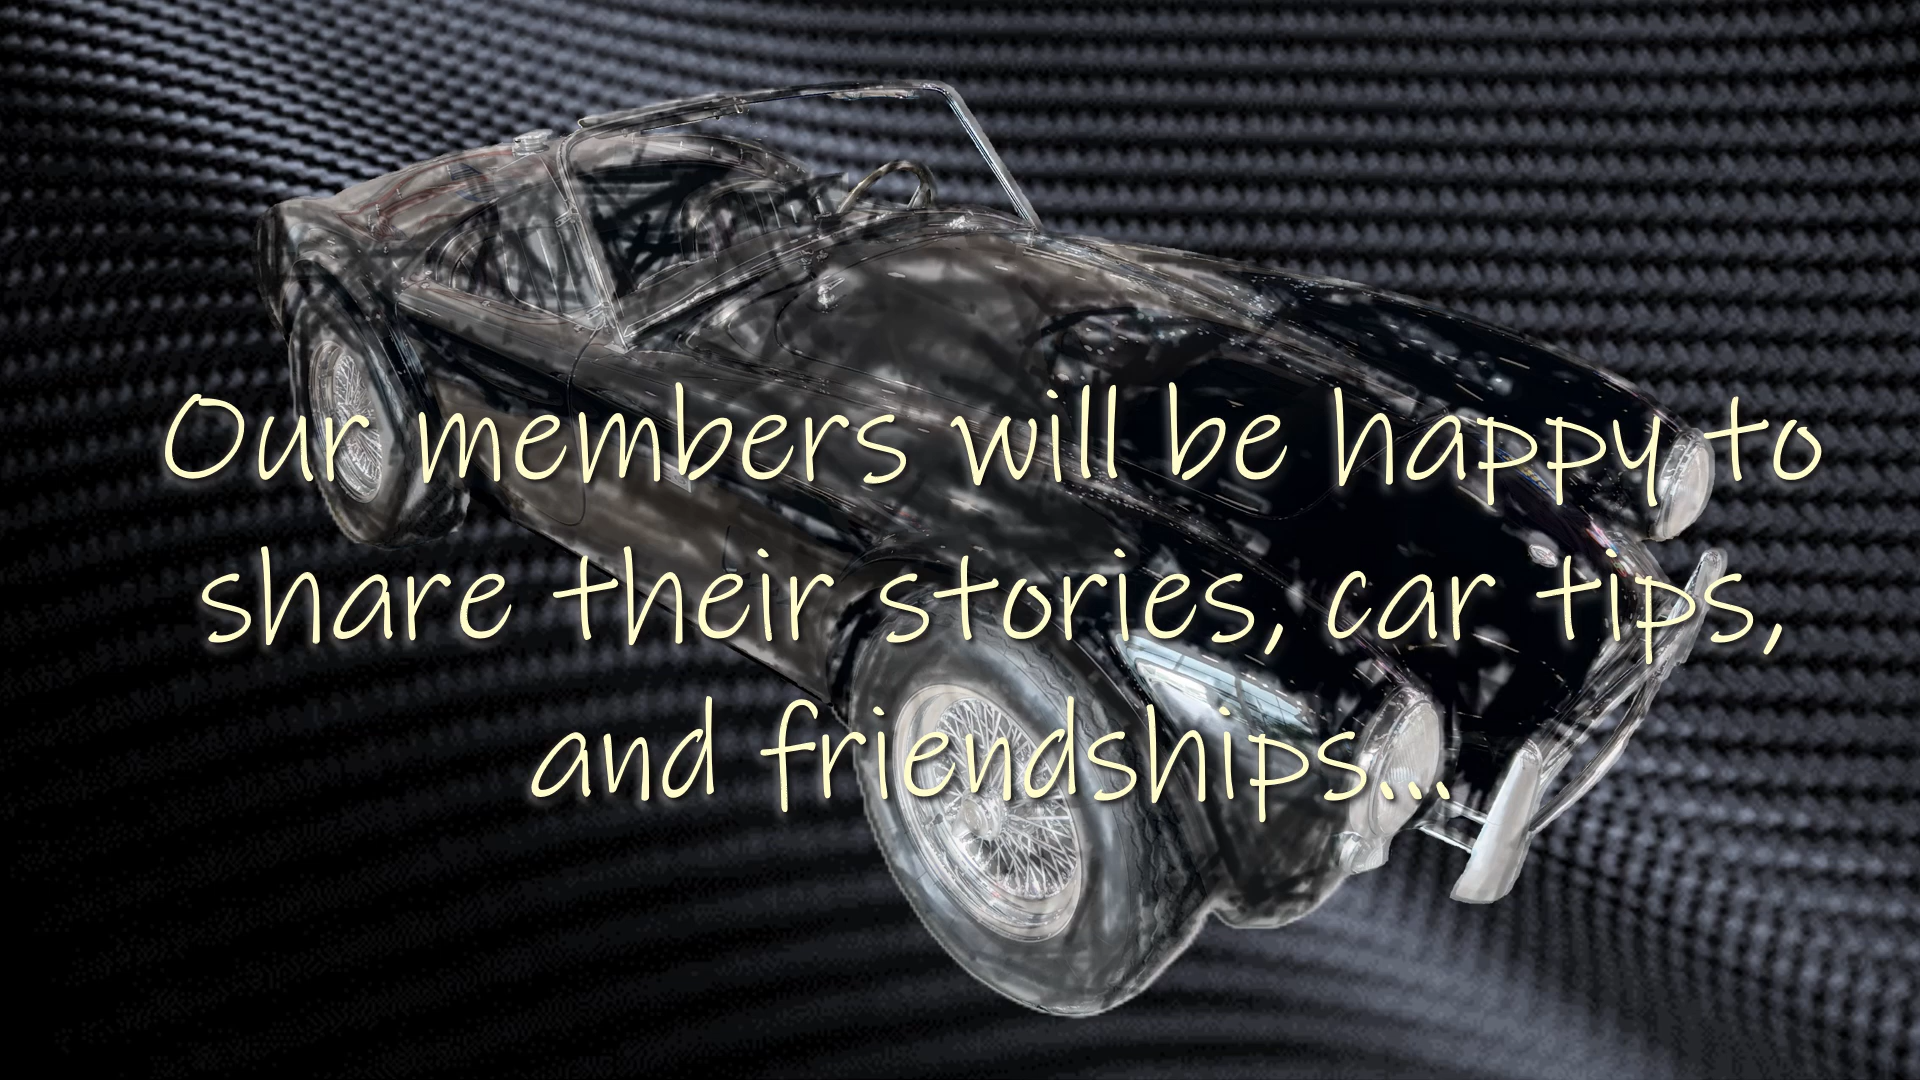 Our members will be happy to
share their stories, car tips,
and friendships...